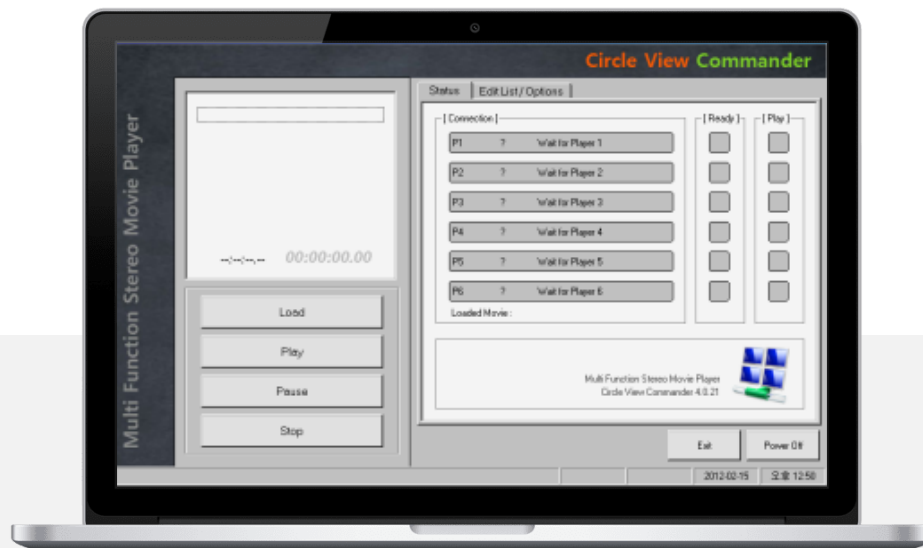 Circle View Commander
Multi Function Stereo Movie Player
Status
Edit List / Options
[ Connection ]
[ Ready ]
[ Play ]
P1 ? Wait for Player 1
P2 ? Wait for Player 2
P3 ? Wait for Player 3
P4 ? Wait for Player 4
P5 ? Wait for Player 5
P6 ? Wait for Player 6
Loaded Movie :
--:--:--.-- 00:00:00.00
Load
Play
Pause
Stop
Multi Function Stereo Movie Player
Circle View Commander 4.0.21
Exit
Power Off
2012-02-15
오후 12:50